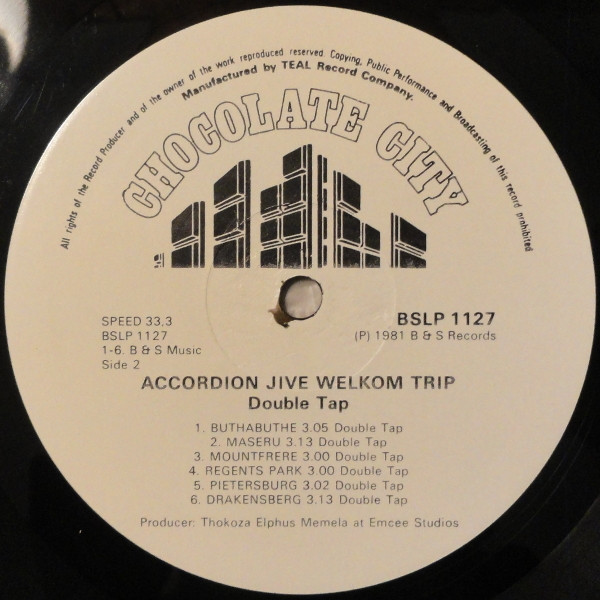 All rights of the Record Producer and of the owner of the work reproduced reserved. Copying, Public Performance and Broadcasting of this record prohibited
Manufactured by TEAL Record Company.
CHOCOLATE CITY
SPEED 33.3
BSLP 1127
1-6. B & S Music
Side 2
BSLP 1127
(P) 1981 B & S Records
ACCORDION JIVE WELKOM TRIP
Double Tap
1. BUTHABUTHE 3.05 Double Tap
2. MASERU 3.13 Double Tap
3. MOUNTFRERE 3.00 Double Tap
4. REGENTS PARK 3.00 Double Tap
5. PIETERSBURG 3.02 Double Tap
6. DRAKENSBERG 3.13 Double Tap
Producer: Thokoza Elphus Memela at Emcee Studios